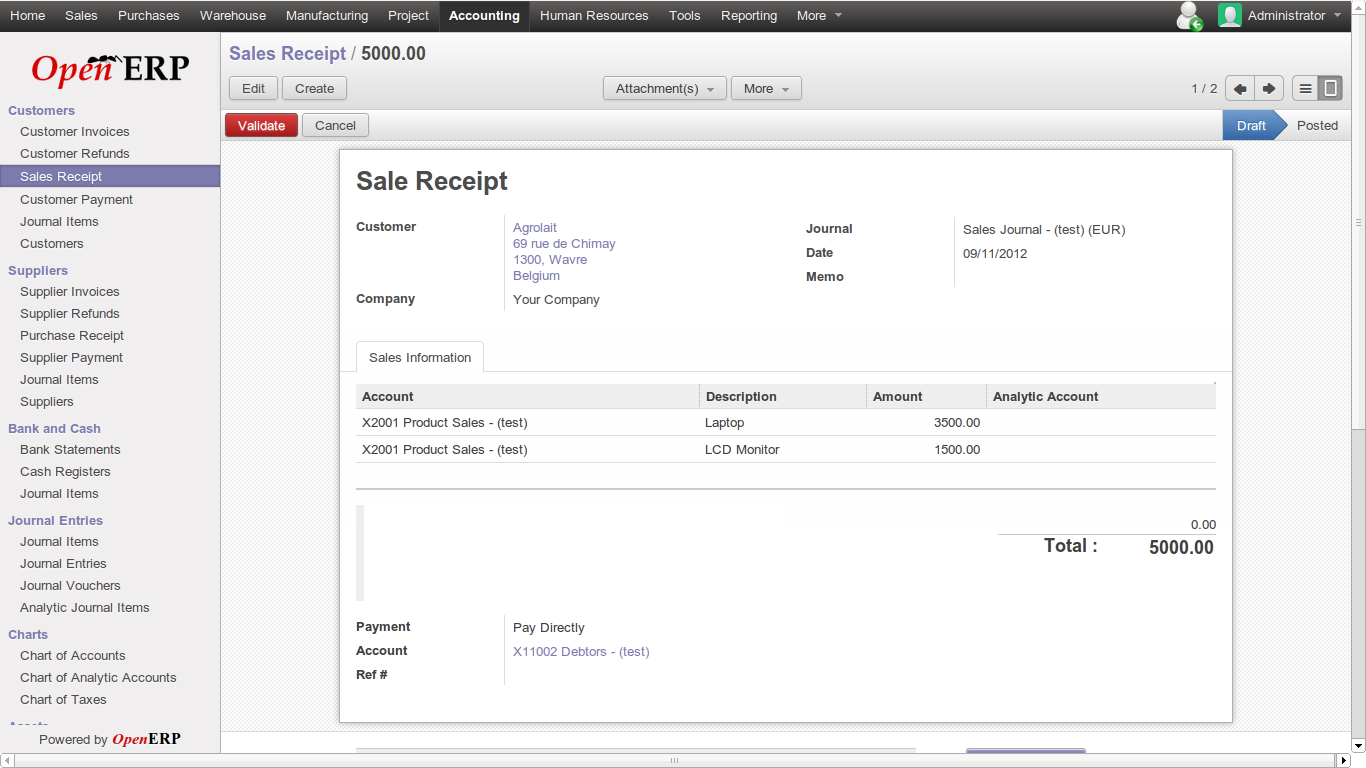 Home Sales Purchases Warehouse Manufacturing Project Accounting Human Resources Tools Reporting More Administrator
Open ERP
Customers
Customer Invoices
Customer Refunds
Sales Receipt
Customer Payment
Journal Items
Customers
Suppliers
Supplier Invoices
Supplier Refunds
Purchase Receipt
Supplier Payment
Journal Items
Suppliers
Bank and Cash
Bank Statements
Cash Registers
Journal Items
Journal Entries
Journal Items
Journal Entries
Journal Vouchers
Analytic Journal Items
Charts
Chart of Accounts
Chart of Analytic Accounts
Chart of Taxes
Powered by OpenERP
Sales Receipt / 5000.00
Edit Create Attachment(s) More 1 / 2
Validate Cancel Draft Posted
Sale Receipt
Customer Agrolait
69 rue de Chimay
1300, Wavre
Belgium
Company Your Company
Journal Sales Journal - (test) (EUR)
Date 09/11/2012
Memo
Sales Information
Account Description Amount Analytic Account
X2001 Product Sales - (test) Laptop 3500.00
X2001 Product Sales - (test) LCD Monitor 1500.00
0.00
Total : 5000.00
Payment Pay Directly
Account X11002 Debtors - (test)
Ref #